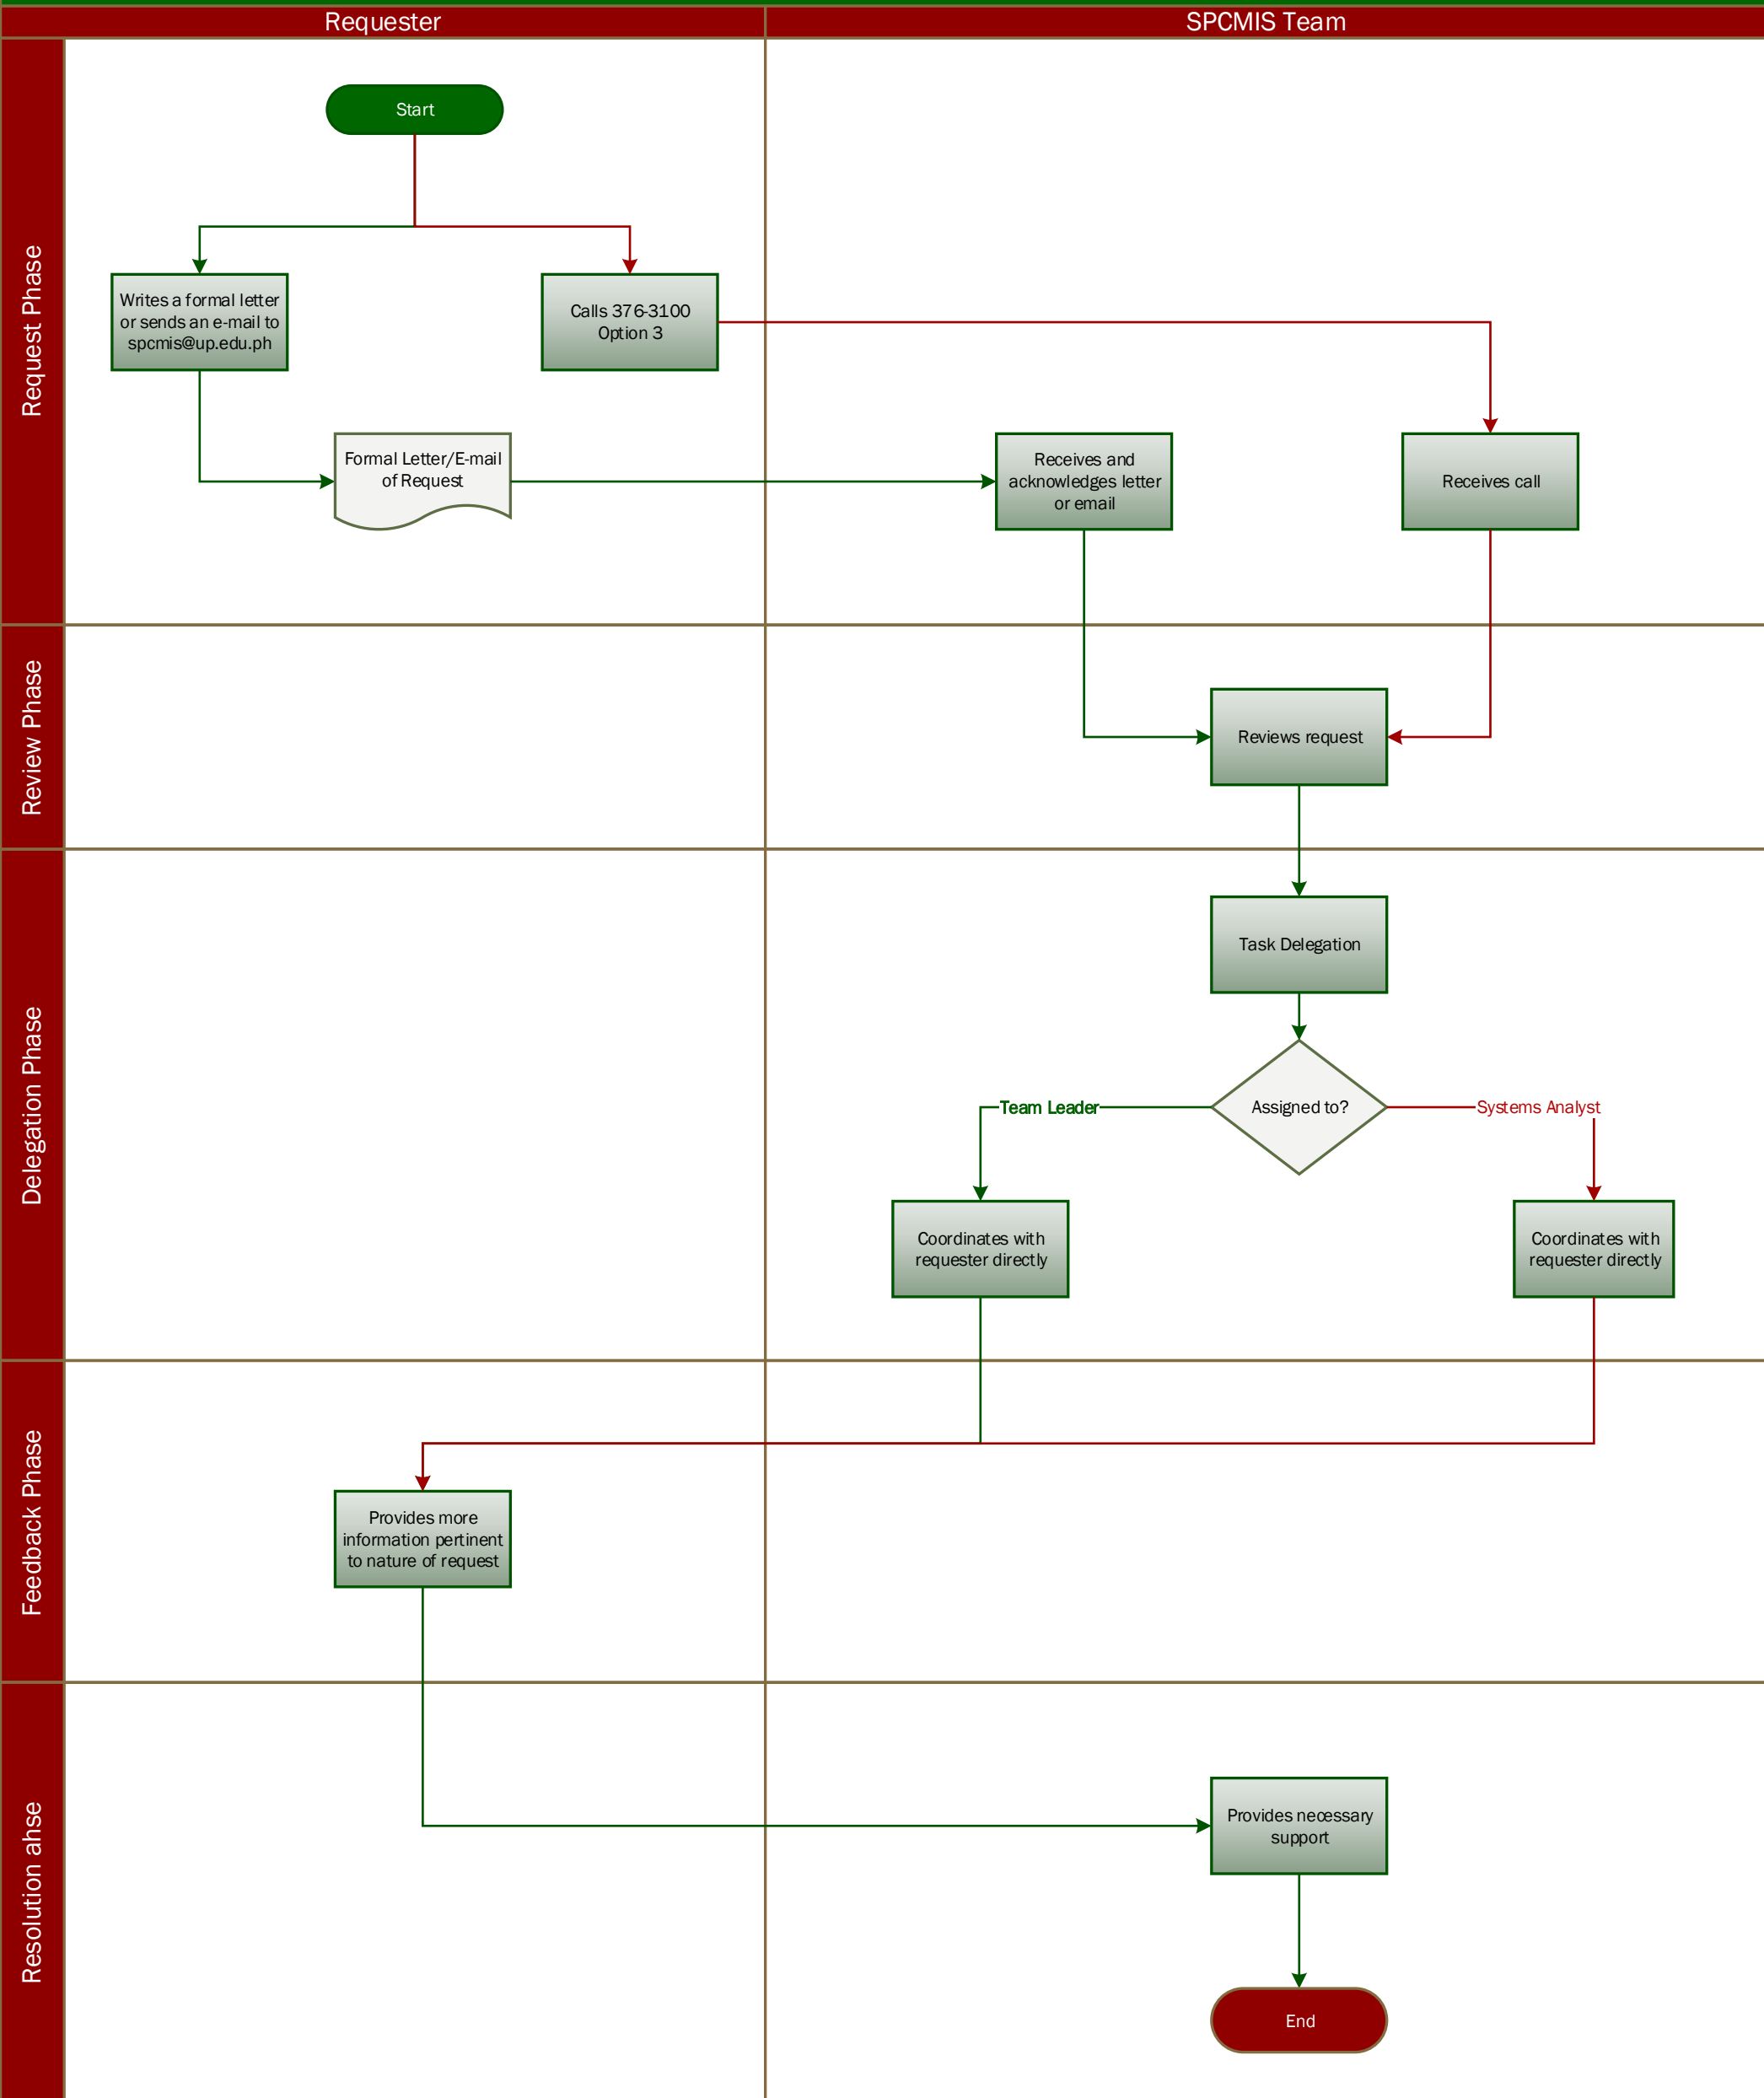 Requester
SPCMIS Team
Request Phase
Start
Writes a formal letter
or sends an e-mail to
spcmis@up.edu.ph
Calls 376-3100
Option 3
Formal Letter/E-mail
of Request
Receives and
acknowledges letter
or email
Receives call
Review Phase
Reviews request
Delegation Phase
Task Delegation
Assigned to?
Team Leader
Systems Analyst
Coordinates with
requester directly
Coordinates with
requester directly
Feedback Phase
Provides more
information pertinent
to nature of request
Resolution ahse
Provides necessary
support
End